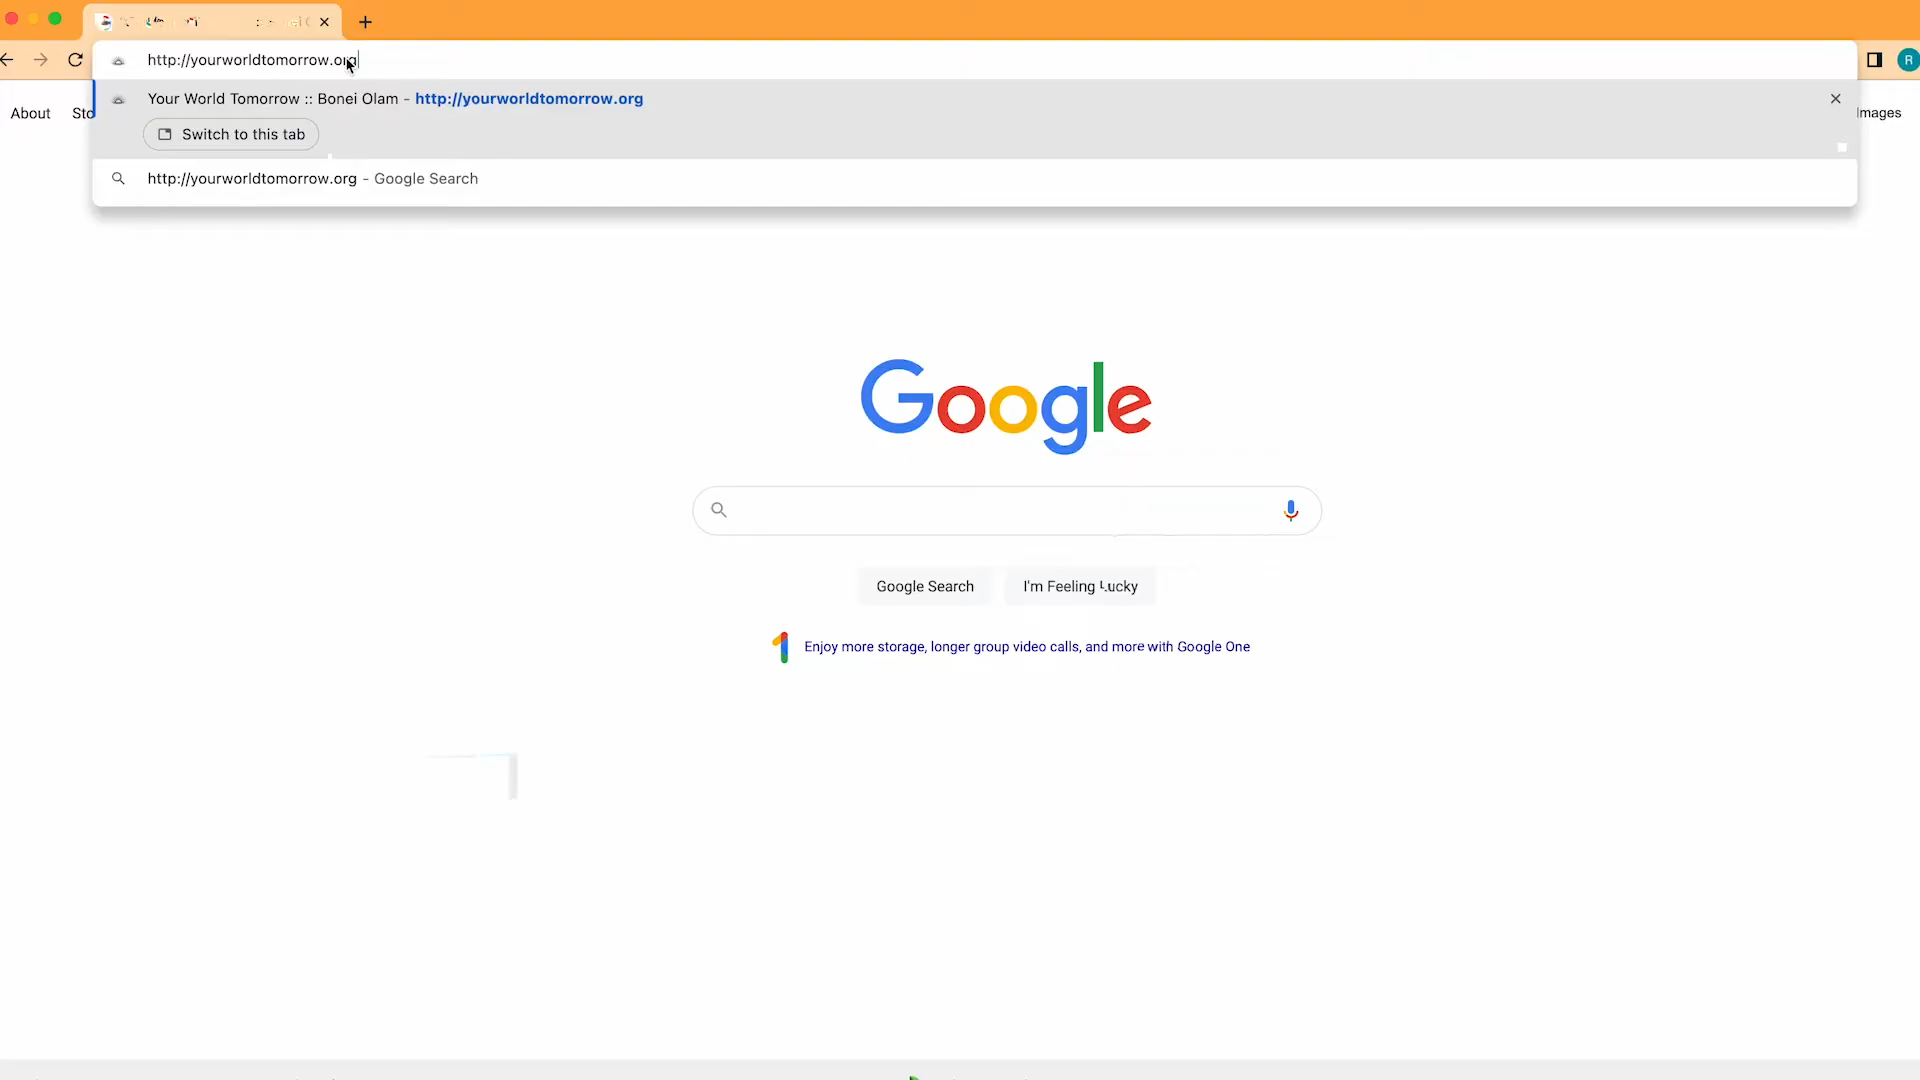 http://yourworldtomorrow.org
R
Your World Tomorrow :: Bonei Olam - http://yourworldtomorrow.org
About
Images
Switch to this tab
http://yourworldtomorrow.org - Google Search
Google
Google Search
I'm Feeling Lucky
1 Enjoy more storage, longer group video calls, and more with Google One